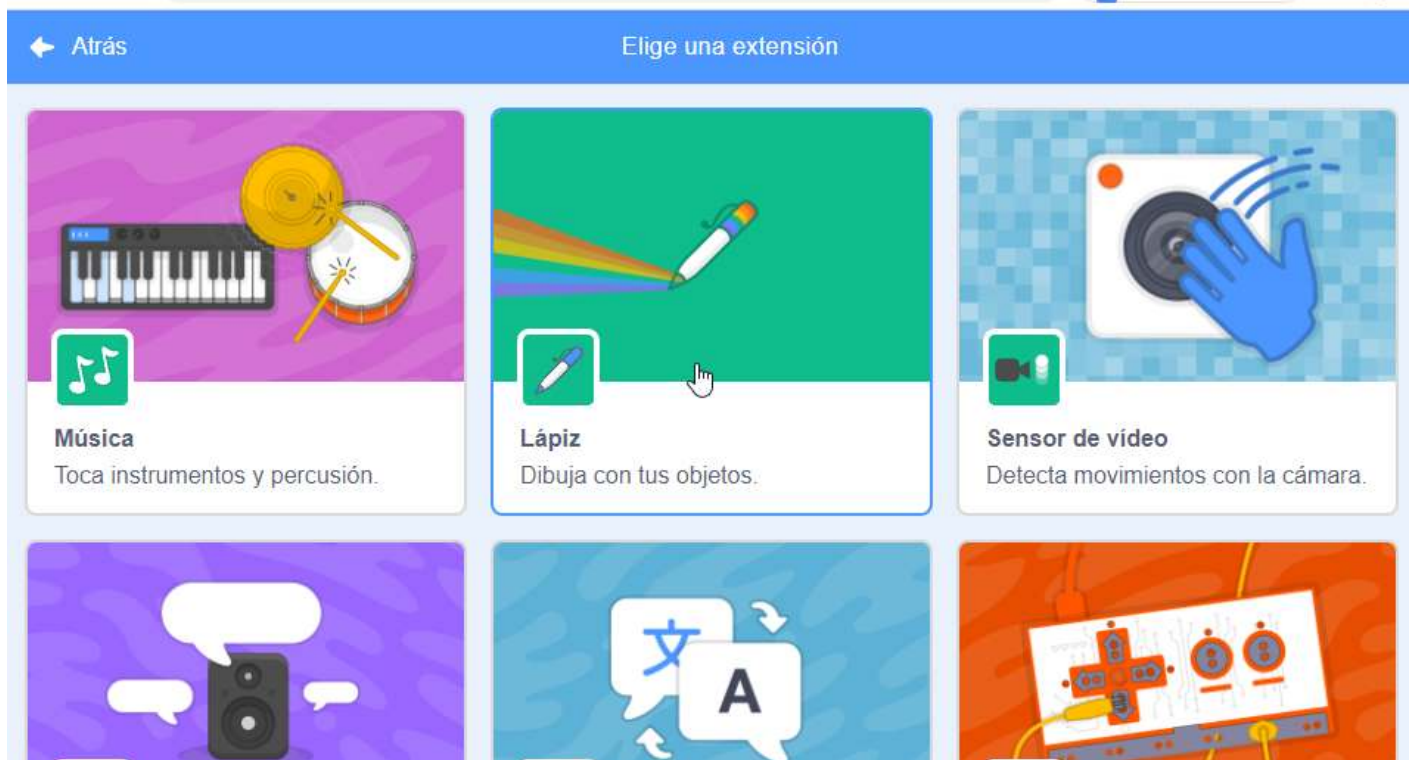 Atrás
Elige una extensión
Música
Toca instrumentos y percusión.
Lápiz
Dibuja con tus objetos.
Sensor de vídeo
Detecta movimientos con la cámara.
文
A